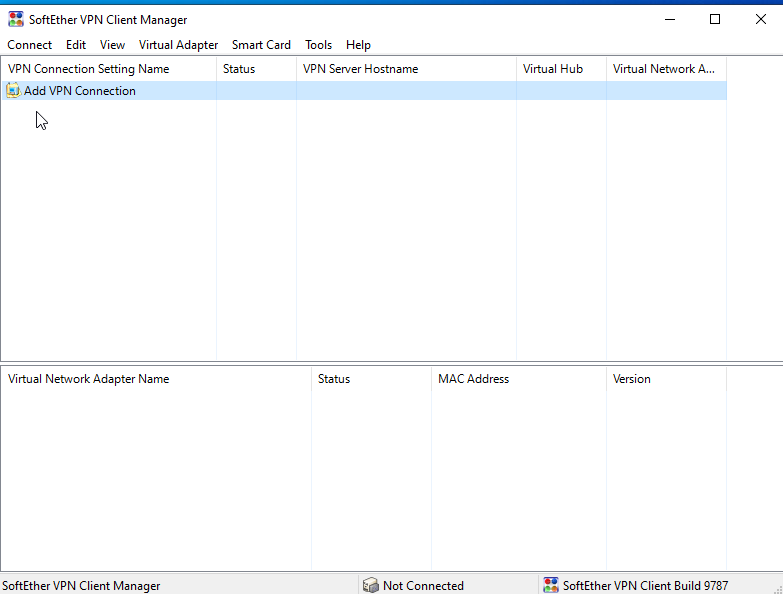 SoftEther VPN Client Manager
Connect Edit View Virtual Adapter Smart Card Tools Help
VPN Connection Setting Name Status VPN Server Hostname Virtual Hub Virtual Network A...
Add VPN Connection
Virtual Network Adapter Name Status MAC Address Version
SoftEther VPN Client Manager Not Connected SoftEther VPN Client Build 9787